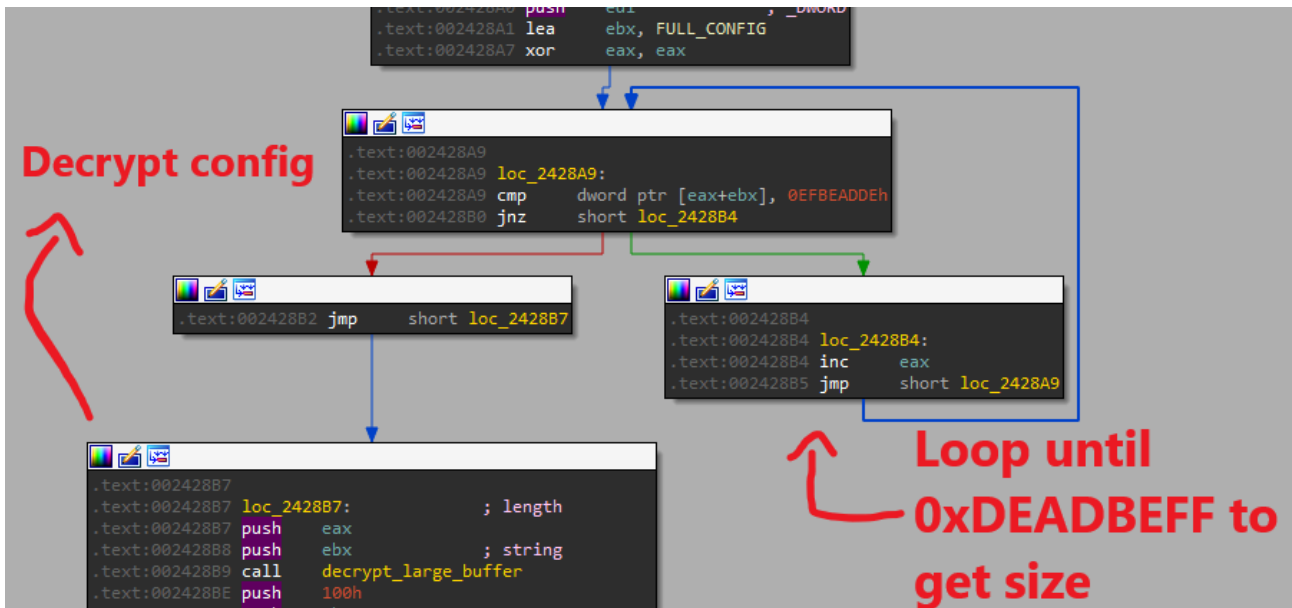 .text:002428A0 push edi ; _DWORD
.text:002428A1 lea ebx, FULL_CONFIG
.text:002428A7 xor eax, eax
.text:002428A9
.text:002428A9 loc_2428A9:
.text:002428A9 cmp dword ptr [eax+ebx], 0EFBEADDEh
.text:002428B0 jnz short loc_2428B4
Decrypt config
.text:002428B2 jmp short loc_2428B7
.text:002428B4
.text:002428B4 loc_2428B4:
.text:002428B4 inc eax
.text:002428B5 jmp short loc_2428A9
.text:002428B7
.text:002428B7 loc_2428B7: ; length
.text:002428B7 push eax
.text:002428B8 push ebx ; string
.text:002428B9 call decrypt_large_buffer
.text:002428BE push 100h
Loop until
0xDEADBEFF to
get size